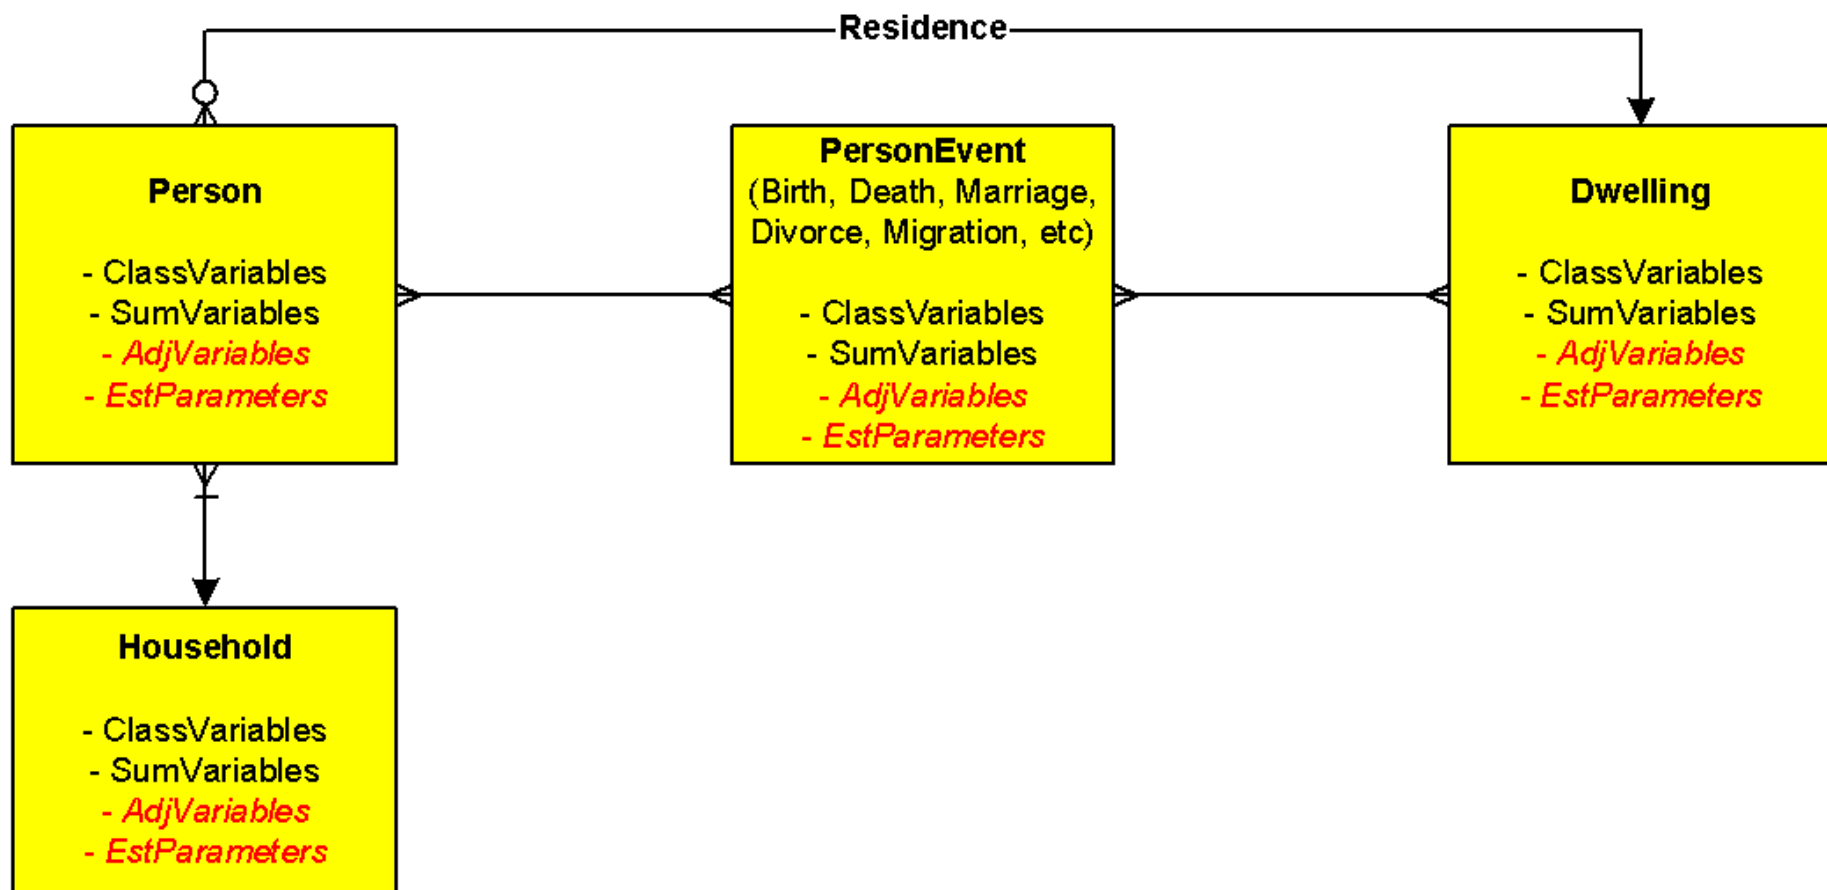 Residence
Person
- ClassVariables
- SumVariables
- AdjVariables
- EstParameters
PersonEvent
(Birth, Death, Marriage,
Divorce, Migration, etc)
- ClassVariables
- SumVariables
- AdjVariables
- EstParameters
Dwelling
- ClassVariables
- SumVariables
- AdjVariables
- EstParameters
Household
- ClassVariables
- SumVariables
- AdjVariables
- EstParameters